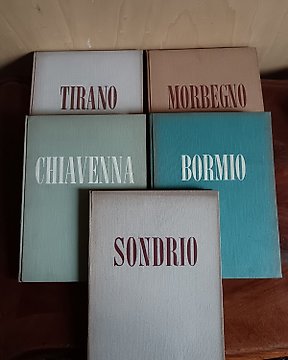 TIRANO
MORBEGNO
CHIAVENNA
BORMIO
SONDRIO